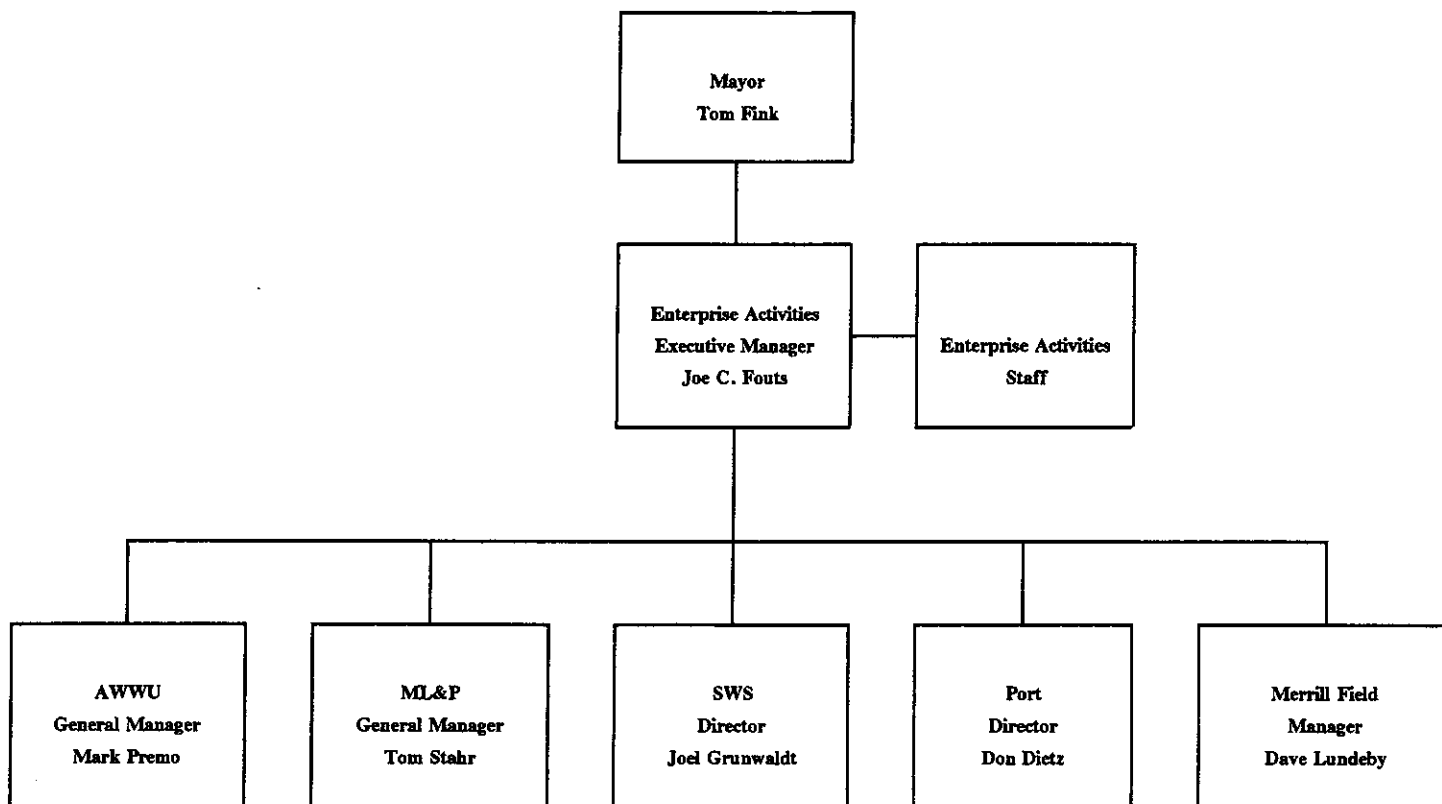 Mayor
Tom Fink
Enterprise Activities
Executive Manager
Joe C. Fouts
Enterprise Activities
Staff
AWWU
General Manager
Mark Premo
ML&P
General Manager
Tom Stahr
SWS
Director
Joel Grunwaldt
Port
Director
Don Dietz
Merrill Field
Manager
Dave Lundeby